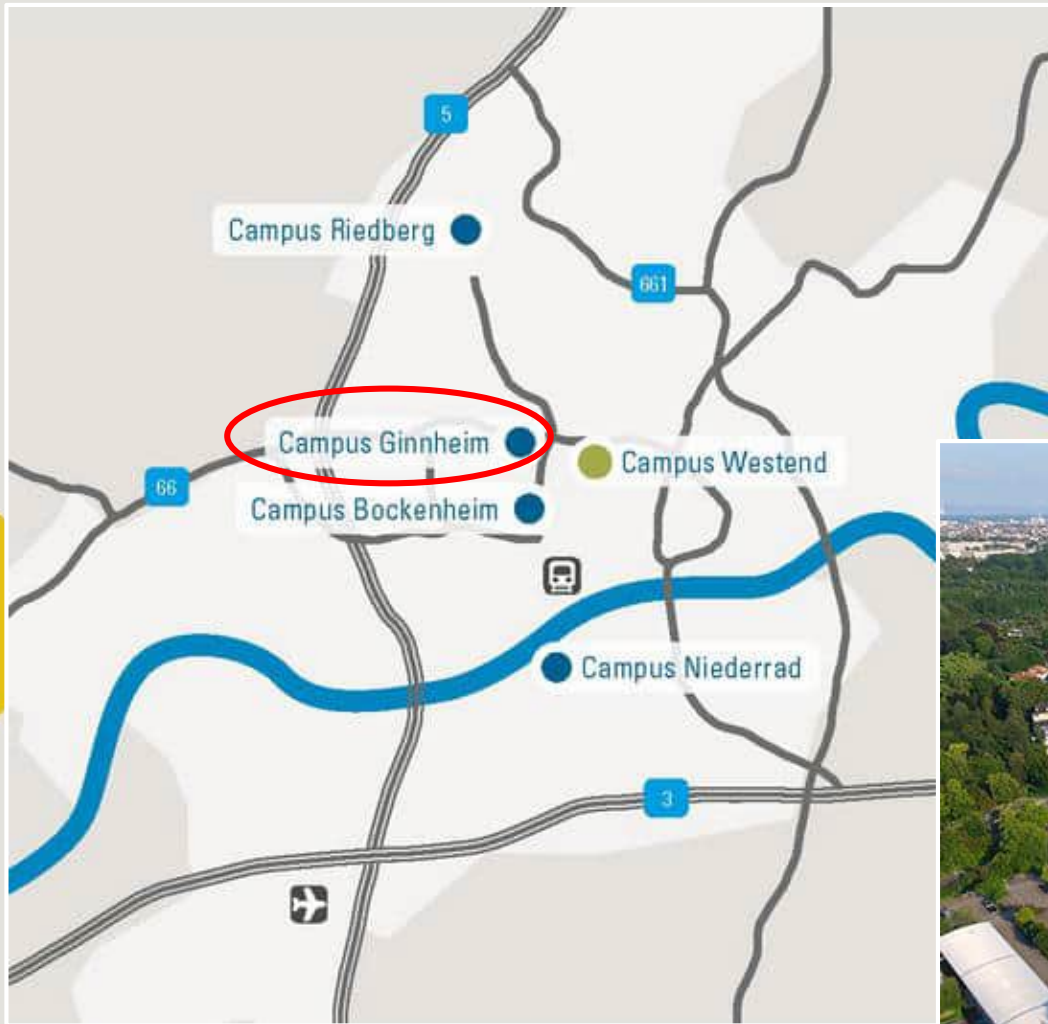 5
Campus Riedberg
661
Campus Ginnheim
Campus Westend
66
Campus Bockenheim
Campus Niederrad
3